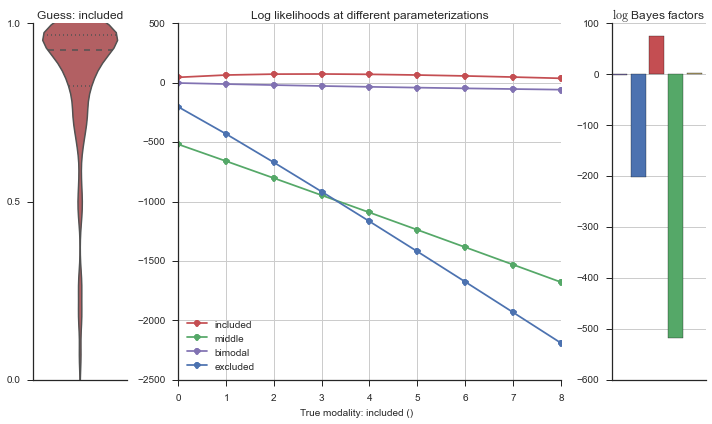 Guess: included
1.0
0.5
0.0
Log likelihoods at different parameterizations
500
0
−500
−1000
−1500
−2000
−2500
included
middle
bimodal
excluded
0 1 2 3 4 5 6 7 8
True modality: included ()
log Bayes factors
100
0
−100
−200
−300
−400
−500
−600